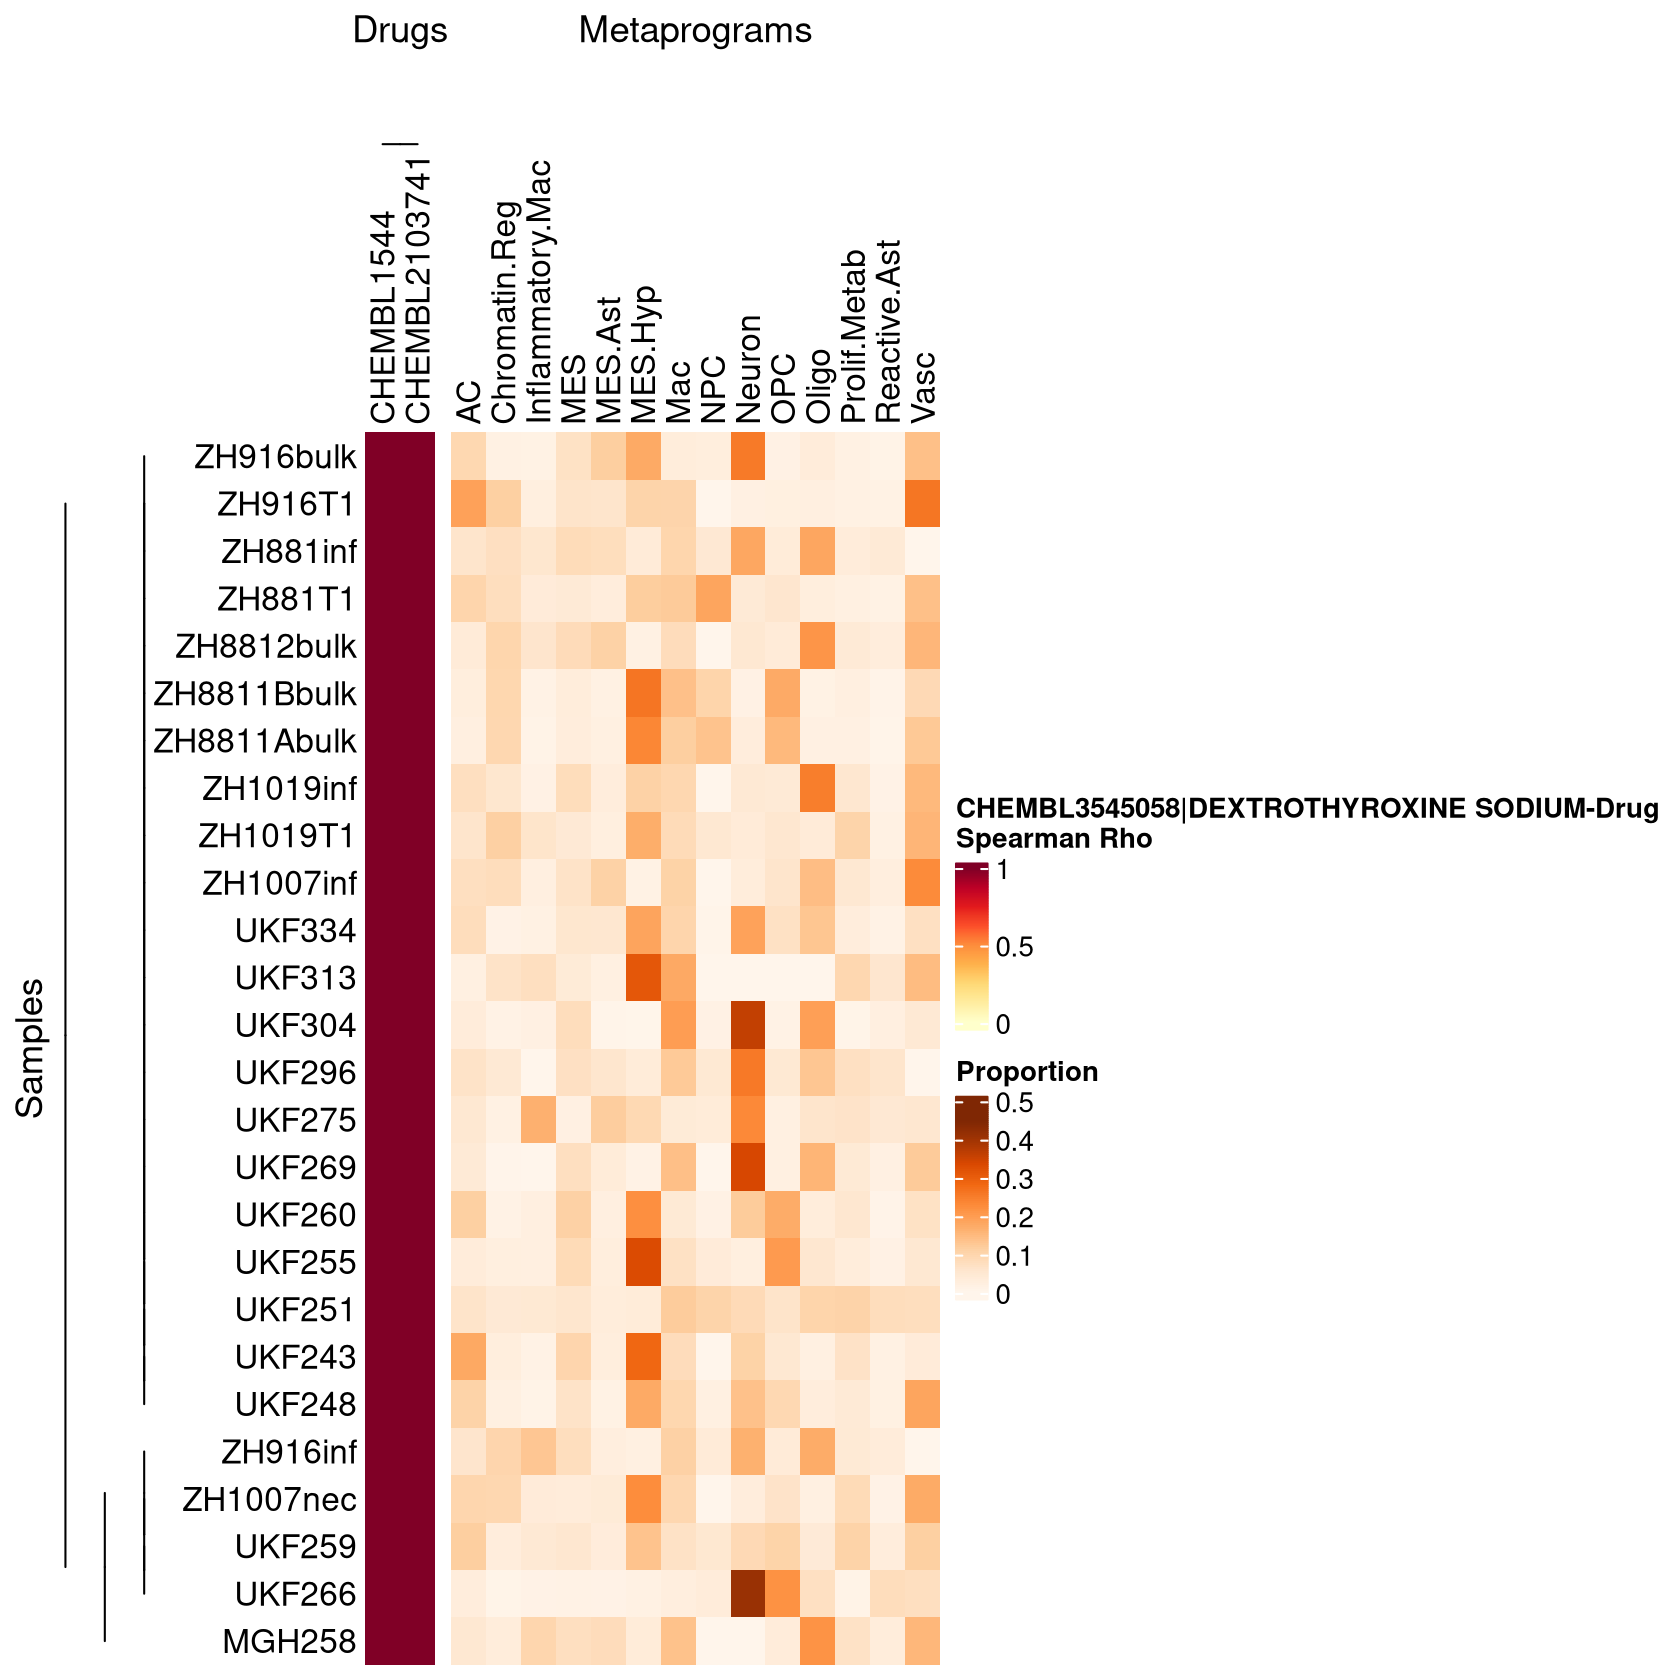 Drugs
Metaprograms
CHEMBL1544
CHEMBL2103741
AC
Chromatin.Reg
Inflammatory.Mac
MES
MES.Ast
MES.Hyp
Mac
NPC
Neuron
OPC
Oligo
Prolif.Metab
Reactive.Ast
Vasc
Samples
ZH916bulk
ZH916T1
ZH881inf
ZH881T1
ZH8812bulk
ZH8811Bbulk
ZH8811Abulk
ZH1019inf
ZH1019T1
ZH1007inf
UKF334
UKF313
UKF304
UKF296
UKF275
UKF269
UKF260
UKF255
UKF251
UKF243
UKF248
ZH916inf
ZH1007nec
UKF259
UKF266
MGH258
CHEMBL3545058|DEXTROTHYROXINE SODIUM-Drug
Spearman Rho
1
0.5
0
Proportion
0.5
0.4
0.3
0.2
0.1
0